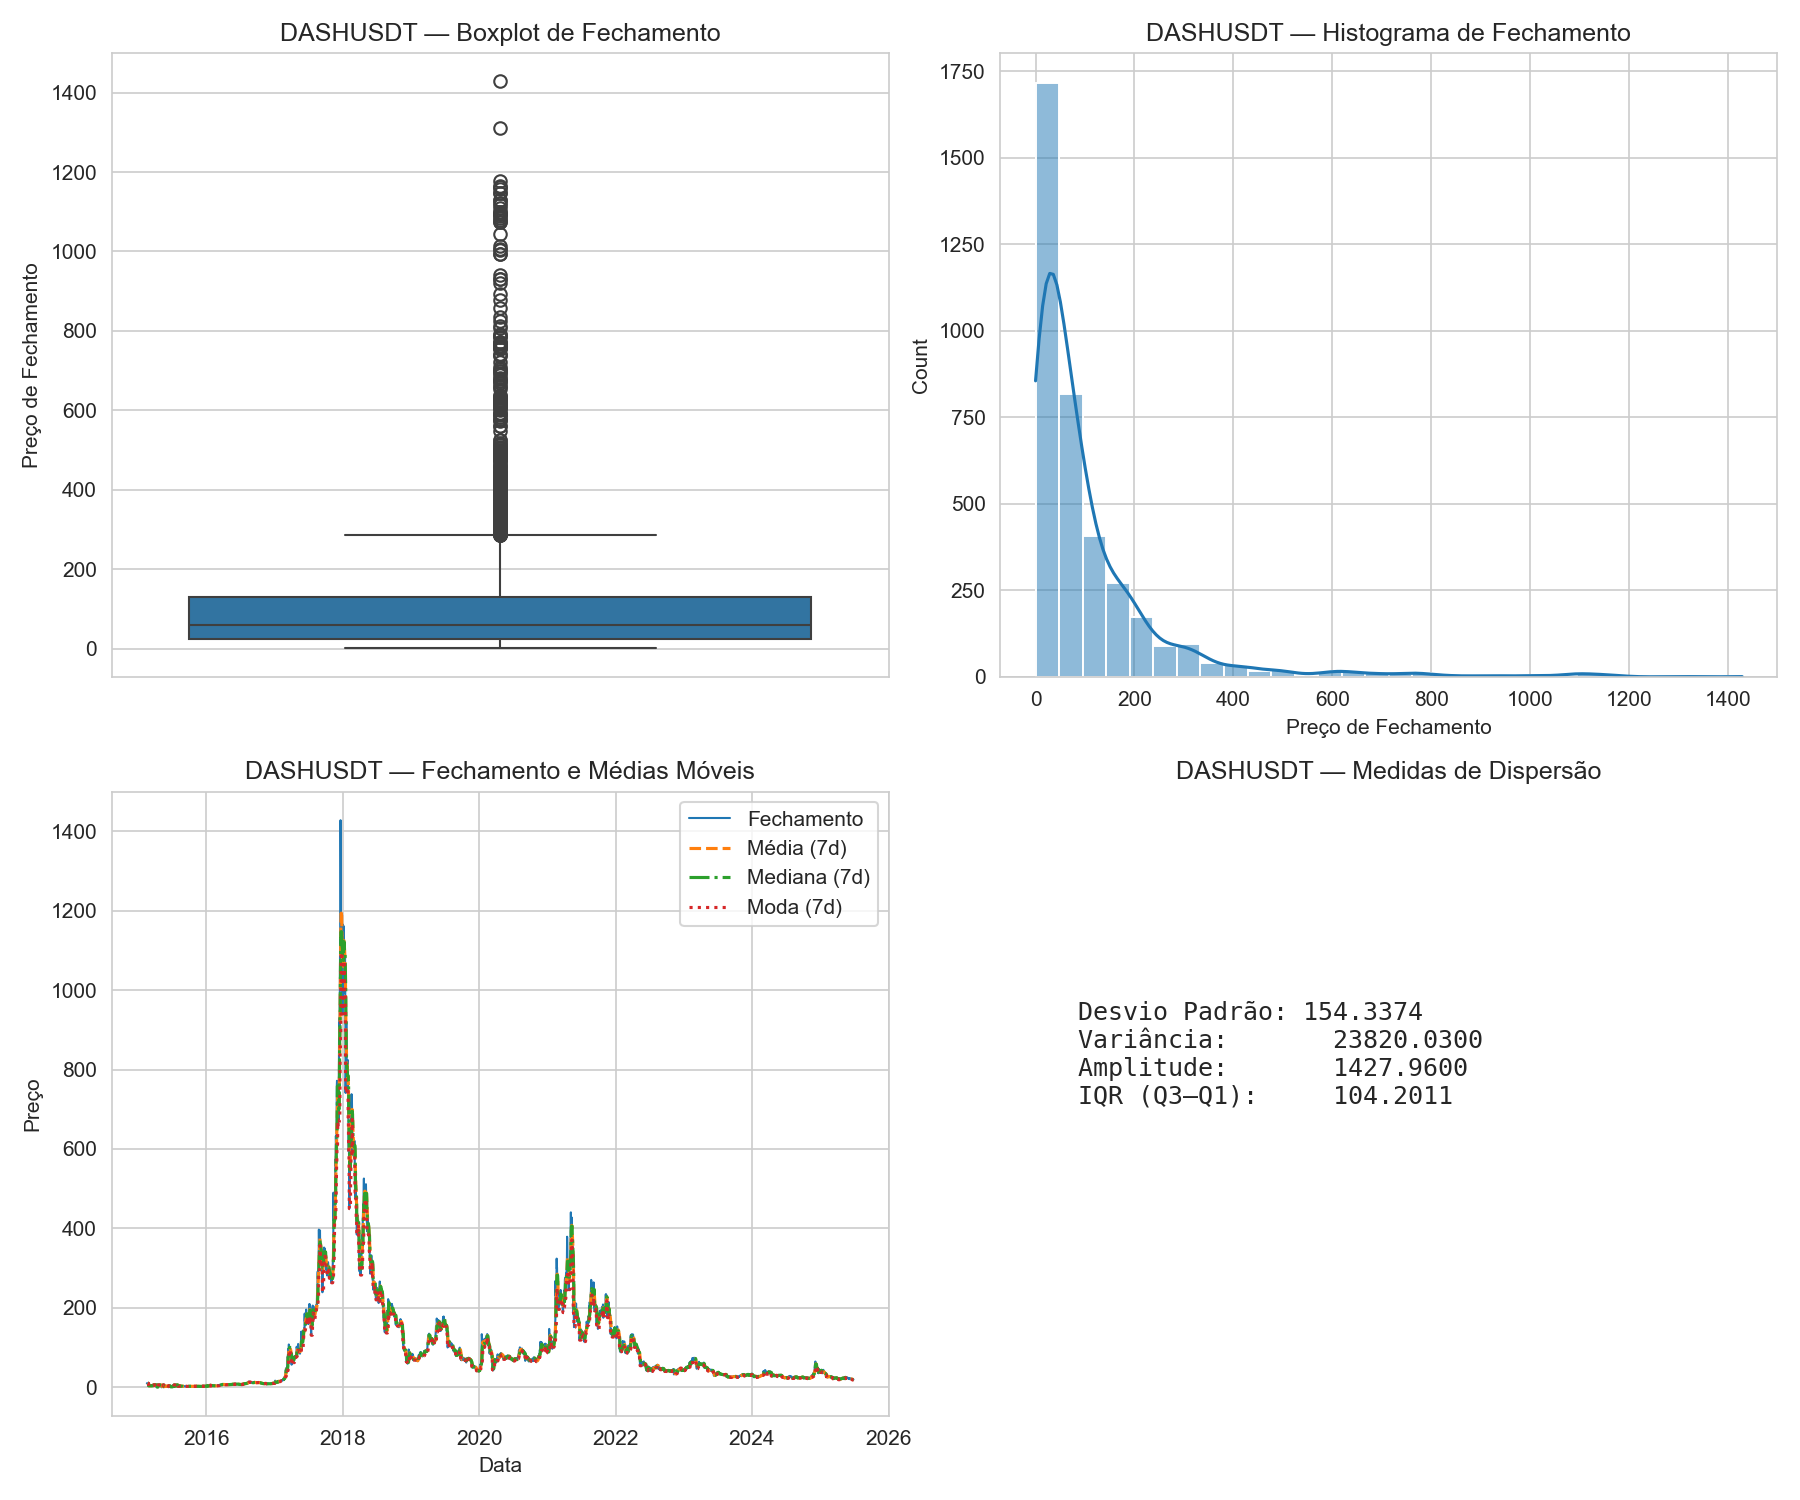 DASHUSDT — Boxplot de Fechamento
1400
1200
1000
800
600
400
200
0
Preço de Fechamento
DASHUSDT — Histograma de Fechamento
1750
1500
1250
1000
750
500
250
0
Count
0 200 400 600 800 1000 1200 1400
Preço de Fechamento
DASHUSDT — Fechamento e Médias Móveis
1400
1200
1000
800
600
400
200
0
Preço
Fechamento
Média (7d)
Mediana (7d)
Moda (7d)
2016 2018 2020 2022 2024 2026
Data
DASHUSDT — Medidas de Dispersão
Desvio Padrão: 154.3374
Variância: 23820.0300
Amplitude: 1427.9600
IQR (Q3–Q1): 104.2011